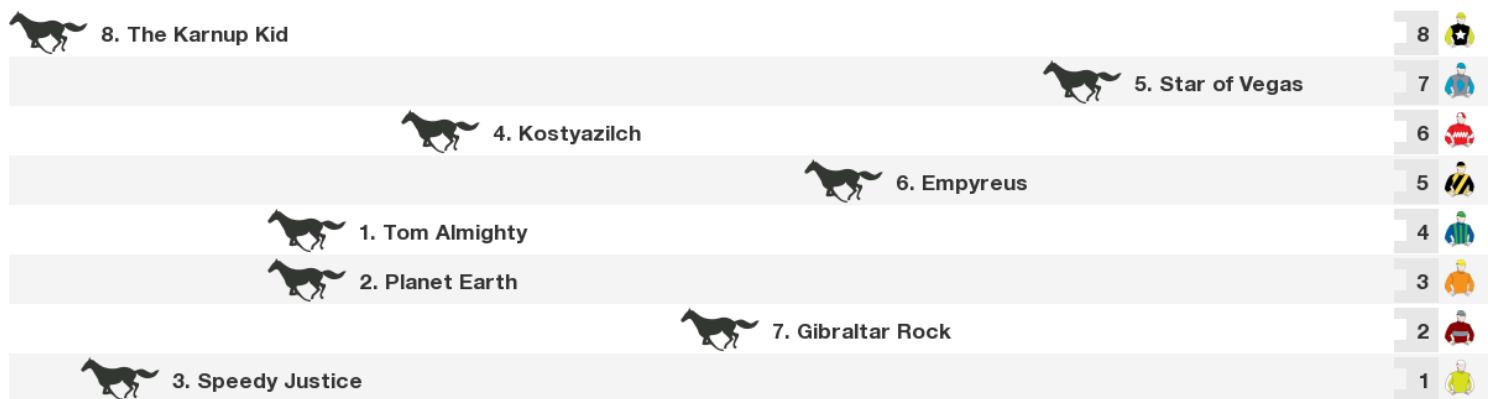 8. The Karnup Kid 8
5. Star of Vegas 7
4. Kostyazilch 6
6. Empyreus 5
1. Tom Almighty 4
2. Planet Earth 3
7. Gibraltar Rock 2
3. Speedy Justice 1